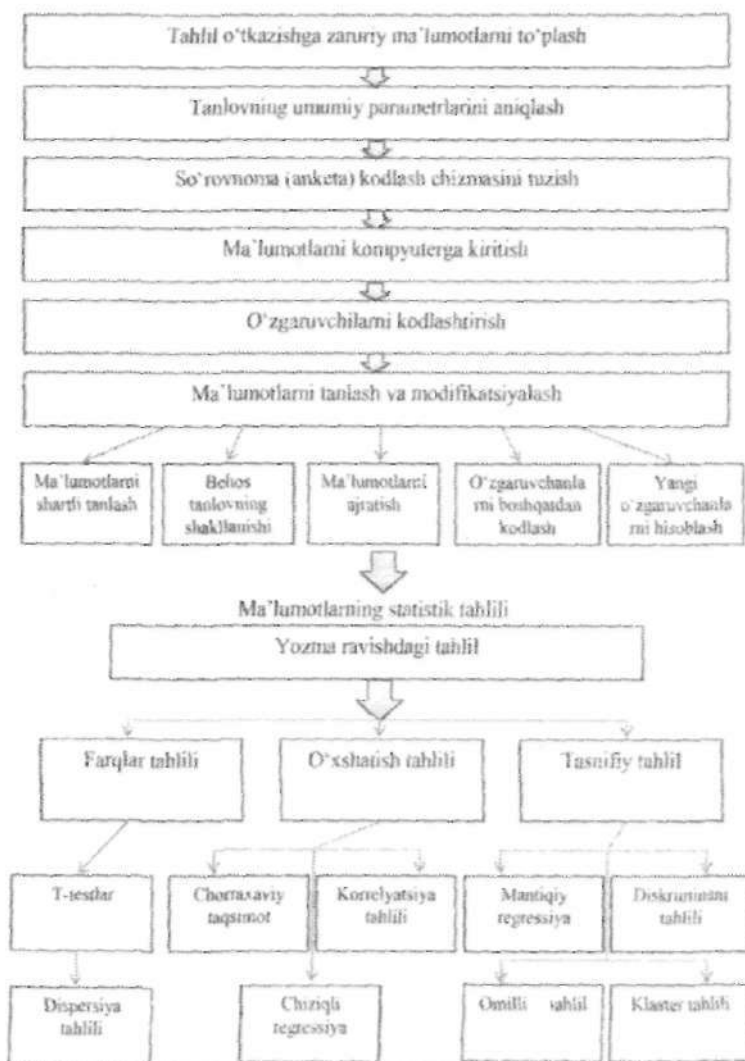 Tahlil o‘tkazishga zaruriy ma`lumotlarni to‘plash
Tanlovning umumiy parametrlarini aniqlash
So‘rovnoma (anketa) kodlash chizmasini tuzish
Ma`lumotlarni kompyuterga kiritish
O‘zgaruvchilarni kodlashtirish
Ma`lumotlarni tanlash va modifikatsiyalash
Ma`lumotlarni
shartli tanlash
Behos
tanlovning
shakllanishi
Ma`lumotlarni
ajratish
O‘zgaruvchanla
rni boshqatdan
kodlash
Yangi
o‘zgaruvchanla
rni hisoblash
Ma`lumotlarning statistik tahlili
Yozma ravishdagi tahlil
Farqlar tahlili
O‘xshatish tahlili
Tasnifiy tahlil
T-testlar
Chorraxaviy
taqsimot
Korrelyatsiya
tahlili
Mantiqiy
regressiya
Diskriminant
tahlili
Dispersiya
tahlili
Chiziqli
regressiya
Omilli tahlil
Klaster tahlili